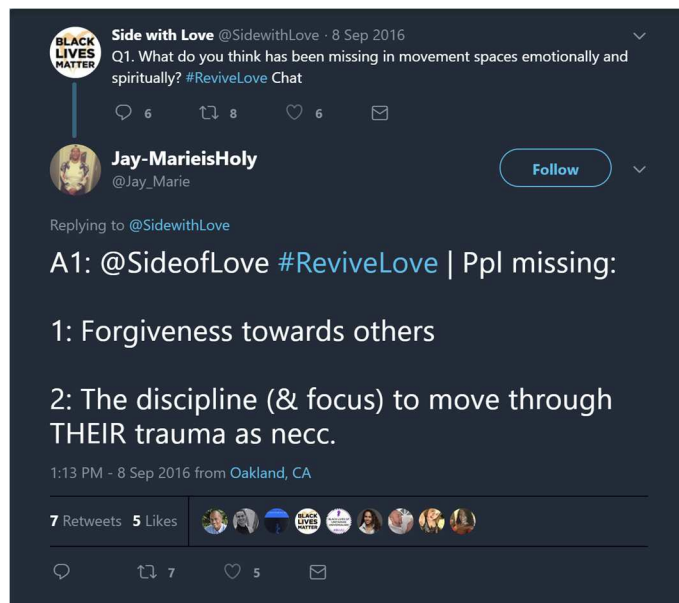 BLACK
LIVES
MATTER
Side with Love @SidewithLove · 8 Sep 2016
Q1. What do you think has been missing in movement spaces emotionally and
spiritually? #ReviveLove Chat
6 8 6
Jay-MarieisHoly
@Jay_Marie
Follow
Replying to @SidewithLove
A1: @SideofLove #ReviveLove | Ppl missing:
1: Forgiveness towards others
2: The discipline (& focus) to move through
THEIR trauma as necc.
1:13 PM - 8 Sep 2016 from Oakland, CA
7 Retweets 5 Likes
BLACK
LIVES
MATTER
7 5